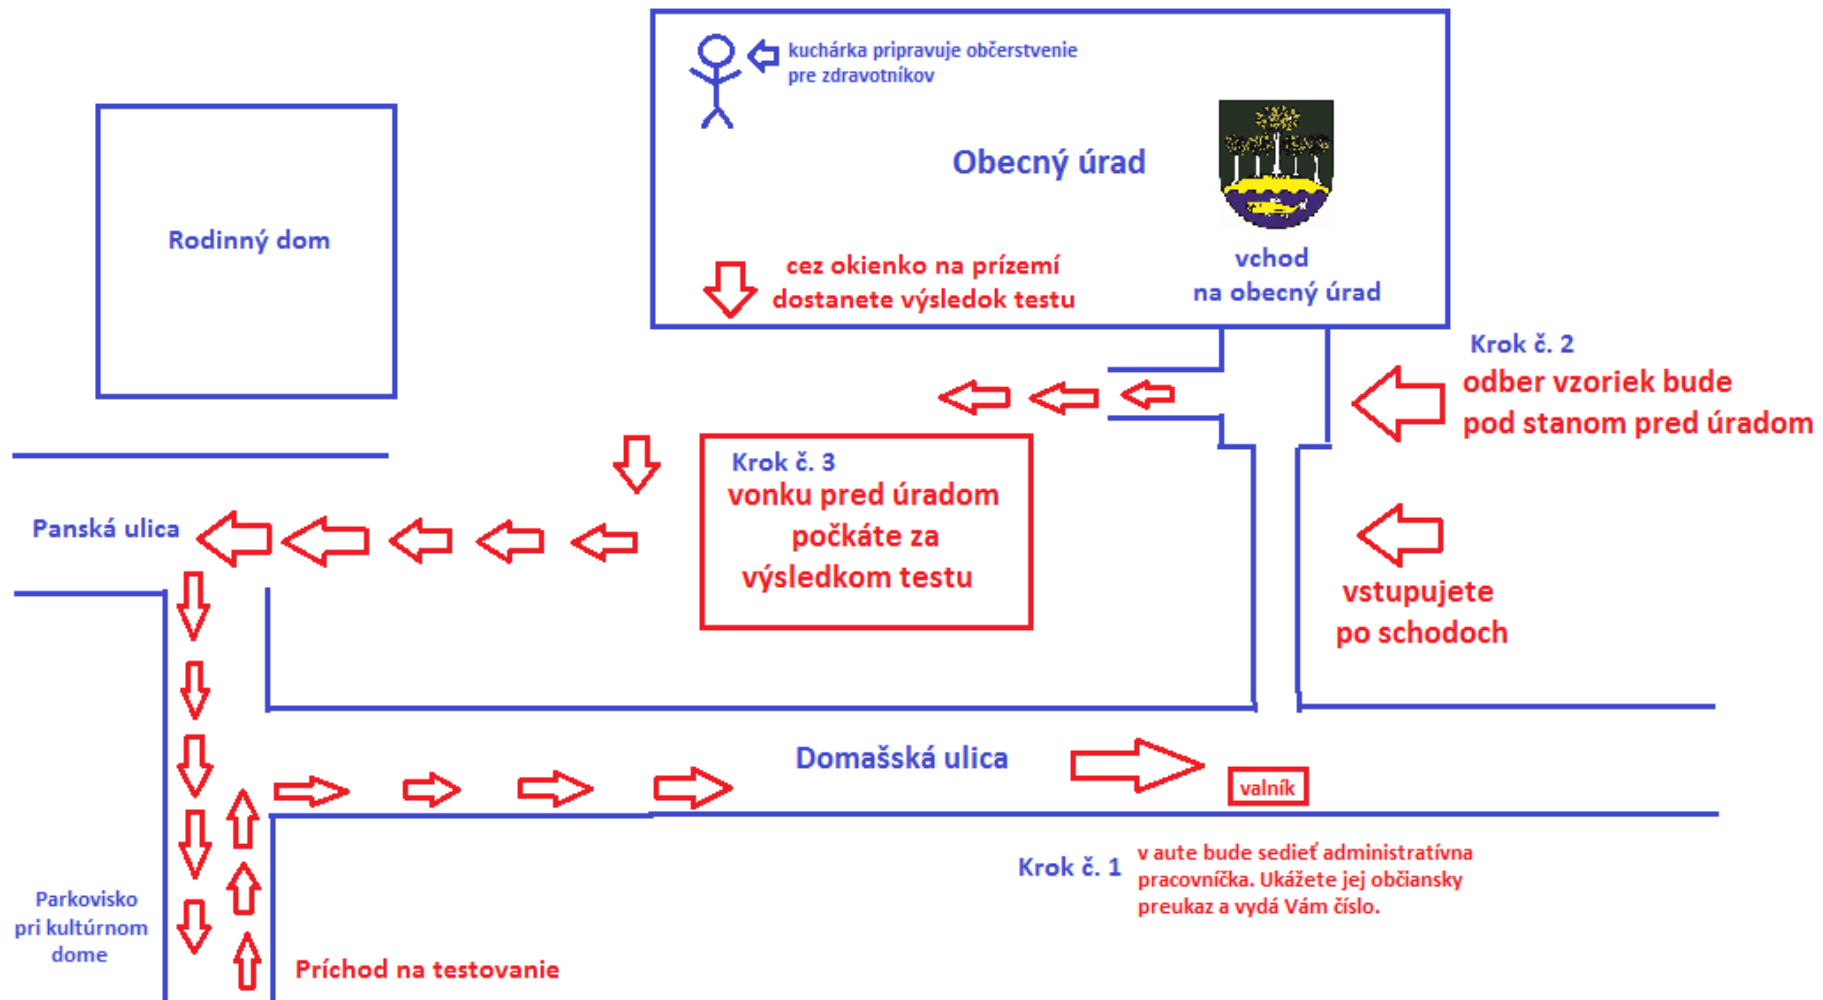 kuchárka pripravuje občerstvenie
pre zdravotníkov
Obecný úrad
Rodinný dom
cez okienko na prízemí
dostanete výsledok testu
vchod
na obecný úrad
Krok č. 2
odber vzoriek bude
pod stanom pred úradom
Krok č. 3
vonku pred úradom
počkáte za
výsledkom testu
Panská ulica
vstupujete
po schodoch
Domašská ulica
valník
Krok č. 1
v aute bude sedieť administratívna
pracovníčka. Ukážete jej občiansky
preukaz a vydá Vám číslo.
Parkovisko
pri kultúrnom
dome
Príchod na testovanie